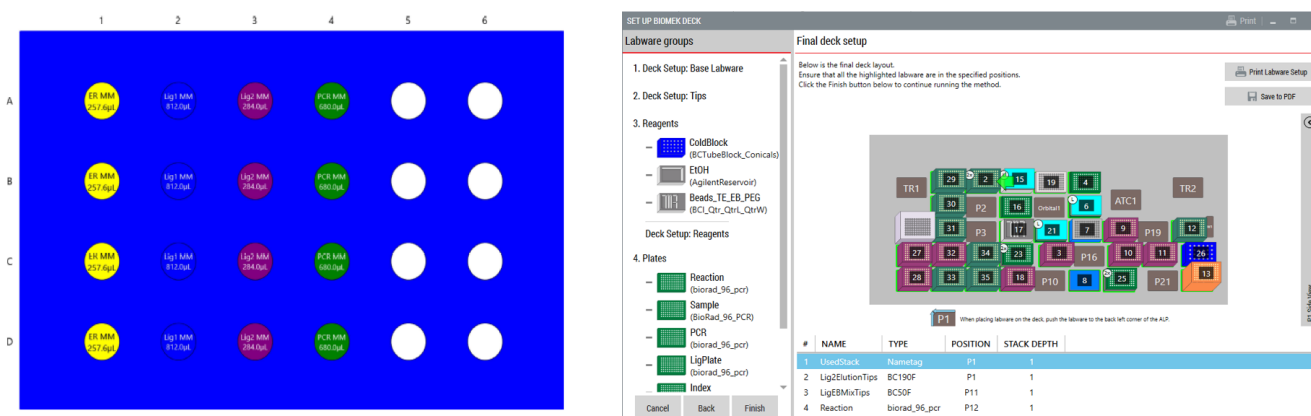 1 2 3 4 5 6
A ER MM Lig1 MM Lig2 MM PCR MM
257.6µL 812.0µL 284.0µL 680.0µL
B ER MM Lig1 MM Lig2 MM PCR MM
257.6µL 812.0µL 284.0µL 680.0µL
C ER MM Lig1 MM Lig2 MM PCR MM
257.6µL 812.0µL 284.0µL 680.0µL
D ER MM Lig1 MM Lig2 MM PCR MM
257.6µL 812.0µL 284.0µL 680.0µL
SET UP BIOMEK DECK
Print
Labware groups
1. Deck Setup: Base Labware
2. Deck Setup: Tips
3. Reagents
ColdBlock
(BCTubeBlock_Conicals)
EtOH
(AgilentReservoir)
Beads_TE_EB_PEG
(BCI_Qtr_QtrL_QtrW)
Deck Setup: Reagents
4. Plates
Reaction
(biorad_96_pcr)
Sample
(BioRad_96_PCR)
PCR
(biorad_96_pcr)
LigPlate
(biorad_96_pcr)
Index
Cancel Back Finish
Final deck setup
Below is the final deck layout.
Ensure that all the highlighted labware are in the specified positions.
Click the Finish button below to continue running the method.
Print Labware Setup
Save to PDF
TR1 29 2 15 19 4 TR2
30 P2 16 Orbital1 6 ATC1
31 P3 17 21 7 9 P19 12
27 32 34 23 3 P16 10 11 26
28 33 35 18 P10 8 25 P21 13
P1 When placing labware on the deck, push the labware to the back left corner of the ALP.
P1 Side View
# NAME TYPE POSITION STACK DEPTH
1 UsedStack Nametag P1 1
2 Lig2ElutionTips BC190F P1 1
3 LigEBMixTips BC50F P11 1
4 Reaction biorad_96_pcr P12 1